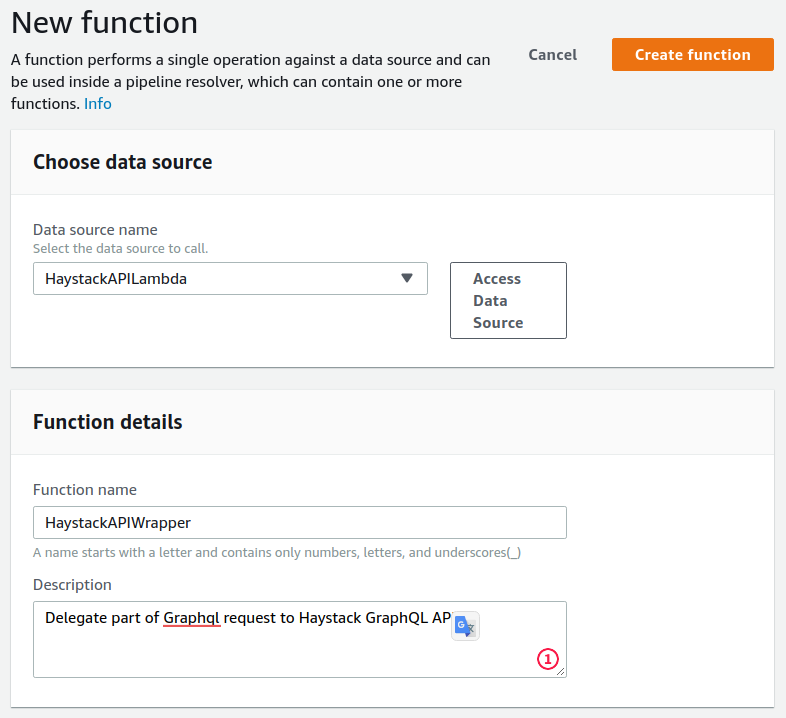 New function
A function performs a single operation against a data source and can
be used inside a pipeline resolver, which can contain one or more
functions. Info
Cancel
Create function
Choose data source
Data source name
Select the data source to call.
HaystackAPILambda
Access
Data
Source
Function details
Function name
HaystackAPIWrapper
A name starts with a letter and contains only numbers, letters, and underscores(_)
Description
Delegate part of Graphql request to Haystack GraphQL
1